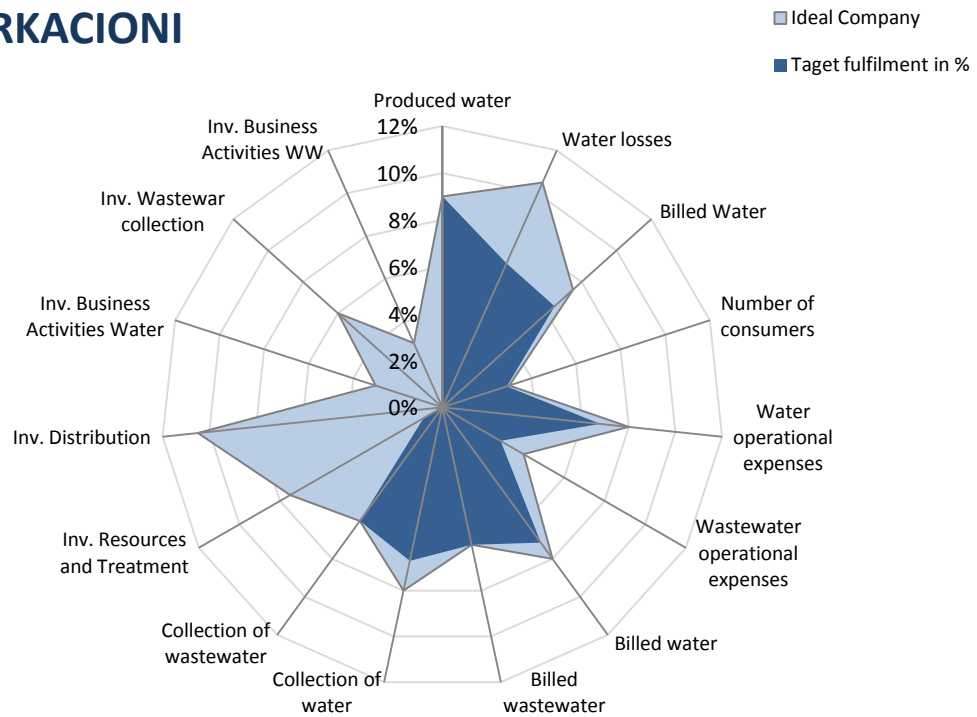 RKACIONI
Ideal Company
Taget fulfilment in %
Produced water
Water losses
Billed Water
Number of
consumers
Water
operational
expenses
Wastewater
operational
expenses
Billed water
Billed
wastewater
Collection of
water
Collection of
wastewater
Inv. Resources
and Treatment
Inv. Distribution
Inv. Business
Activities Water
Inv. Wastewar
collection
Inv. Business
Activities WW
12%
10%
8%
6%
4%
2%
0%